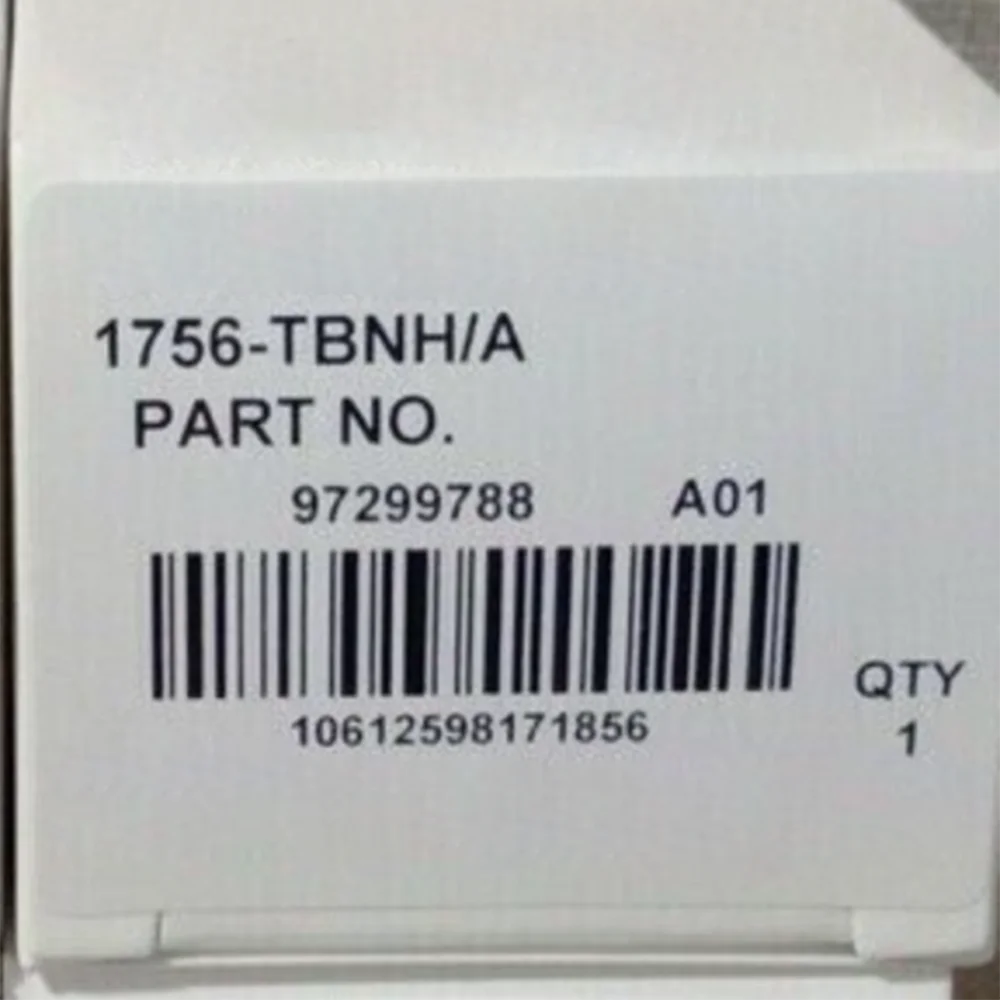 1756-TBNH/A
PART NO.
97299788 A01
10612598171856
QTY
1